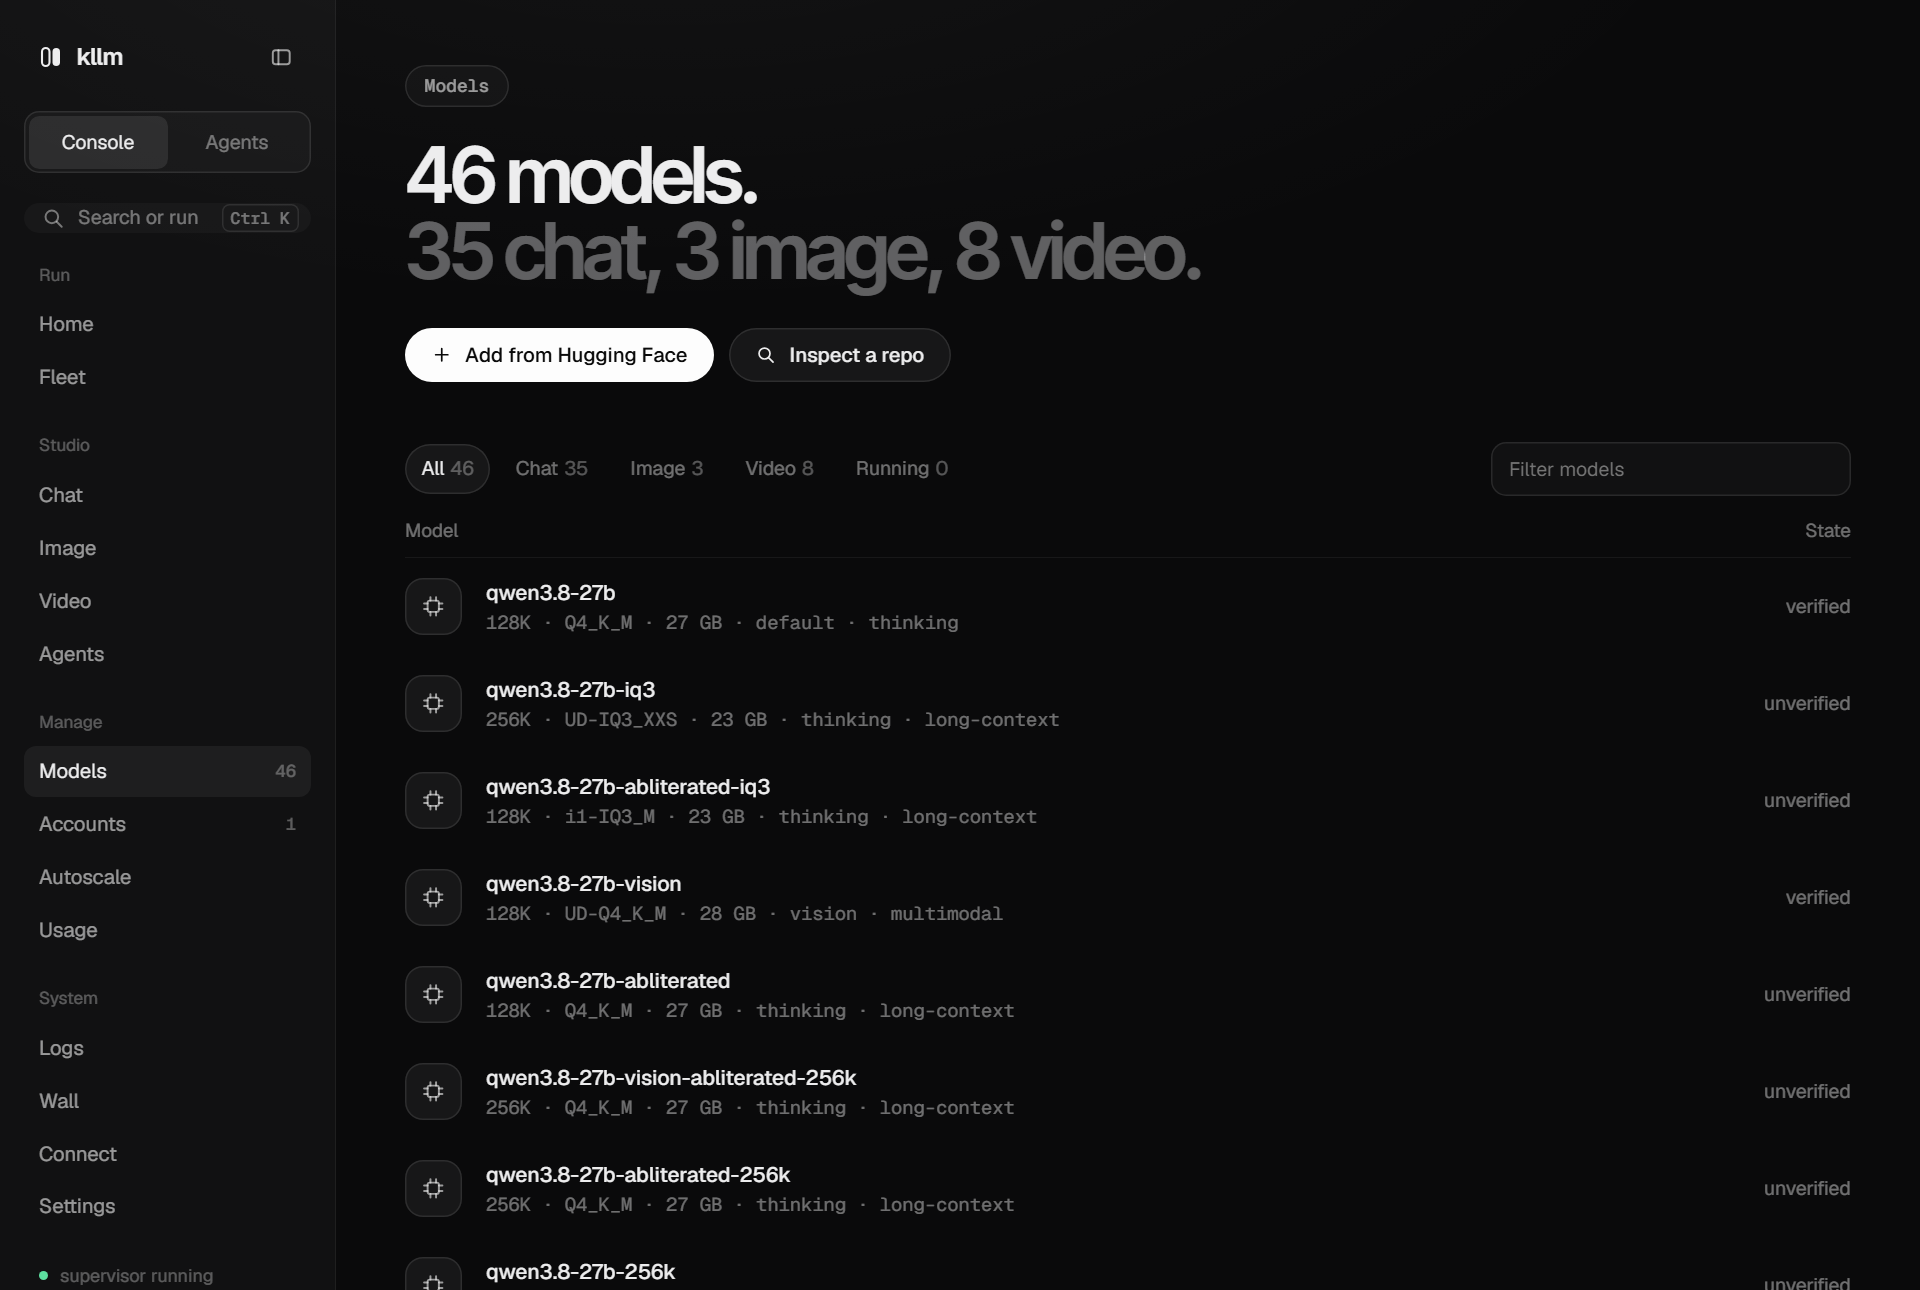 kllm
Console
Agents
Search or run
Ctrl K
Run
Home
Fleet
Studio
Chat
Image
Video
Agents
Manage
Models 46
Accounts 1
Autoscale
Usage
System
Logs
Wall
Connect
Settings
supervisor running
Models
46 models.
35 chat, 3 image, 8 video.
+ Add from Hugging Face
Inspect a repo
All 46
Chat 35
Image 3
Video 8
Running 0
Filter models
Model
State
qwen3.8-27b
128K · Q4_K_M · 27 GB · default · thinking
verified
qwen3.8-27b-iq3
256K · UD-IQ3_XXS · 23 GB · thinking · long-context
unverified
qwen3.8-27b-abliterated-iq3
128K · i1-IQ3_M · 23 GB · thinking · long-context
unverified
qwen3.8-27b-vision
128K · UD-Q4_K_M · 28 GB · vision · multimodal
verified
qwen3.8-27b-abliterated
128K · Q4_K_M · 27 GB · thinking · long-context
unverified
qwen3.8-27b-vision-abliterated-256k
256K · Q4_K_M · 27 GB · thinking · long-context
unverified
qwen3.8-27b-abliterated-256k
256K · Q4_K_M · 27 GB · thinking · long-context
unverified
qwen3.8-27b-256k
unverified